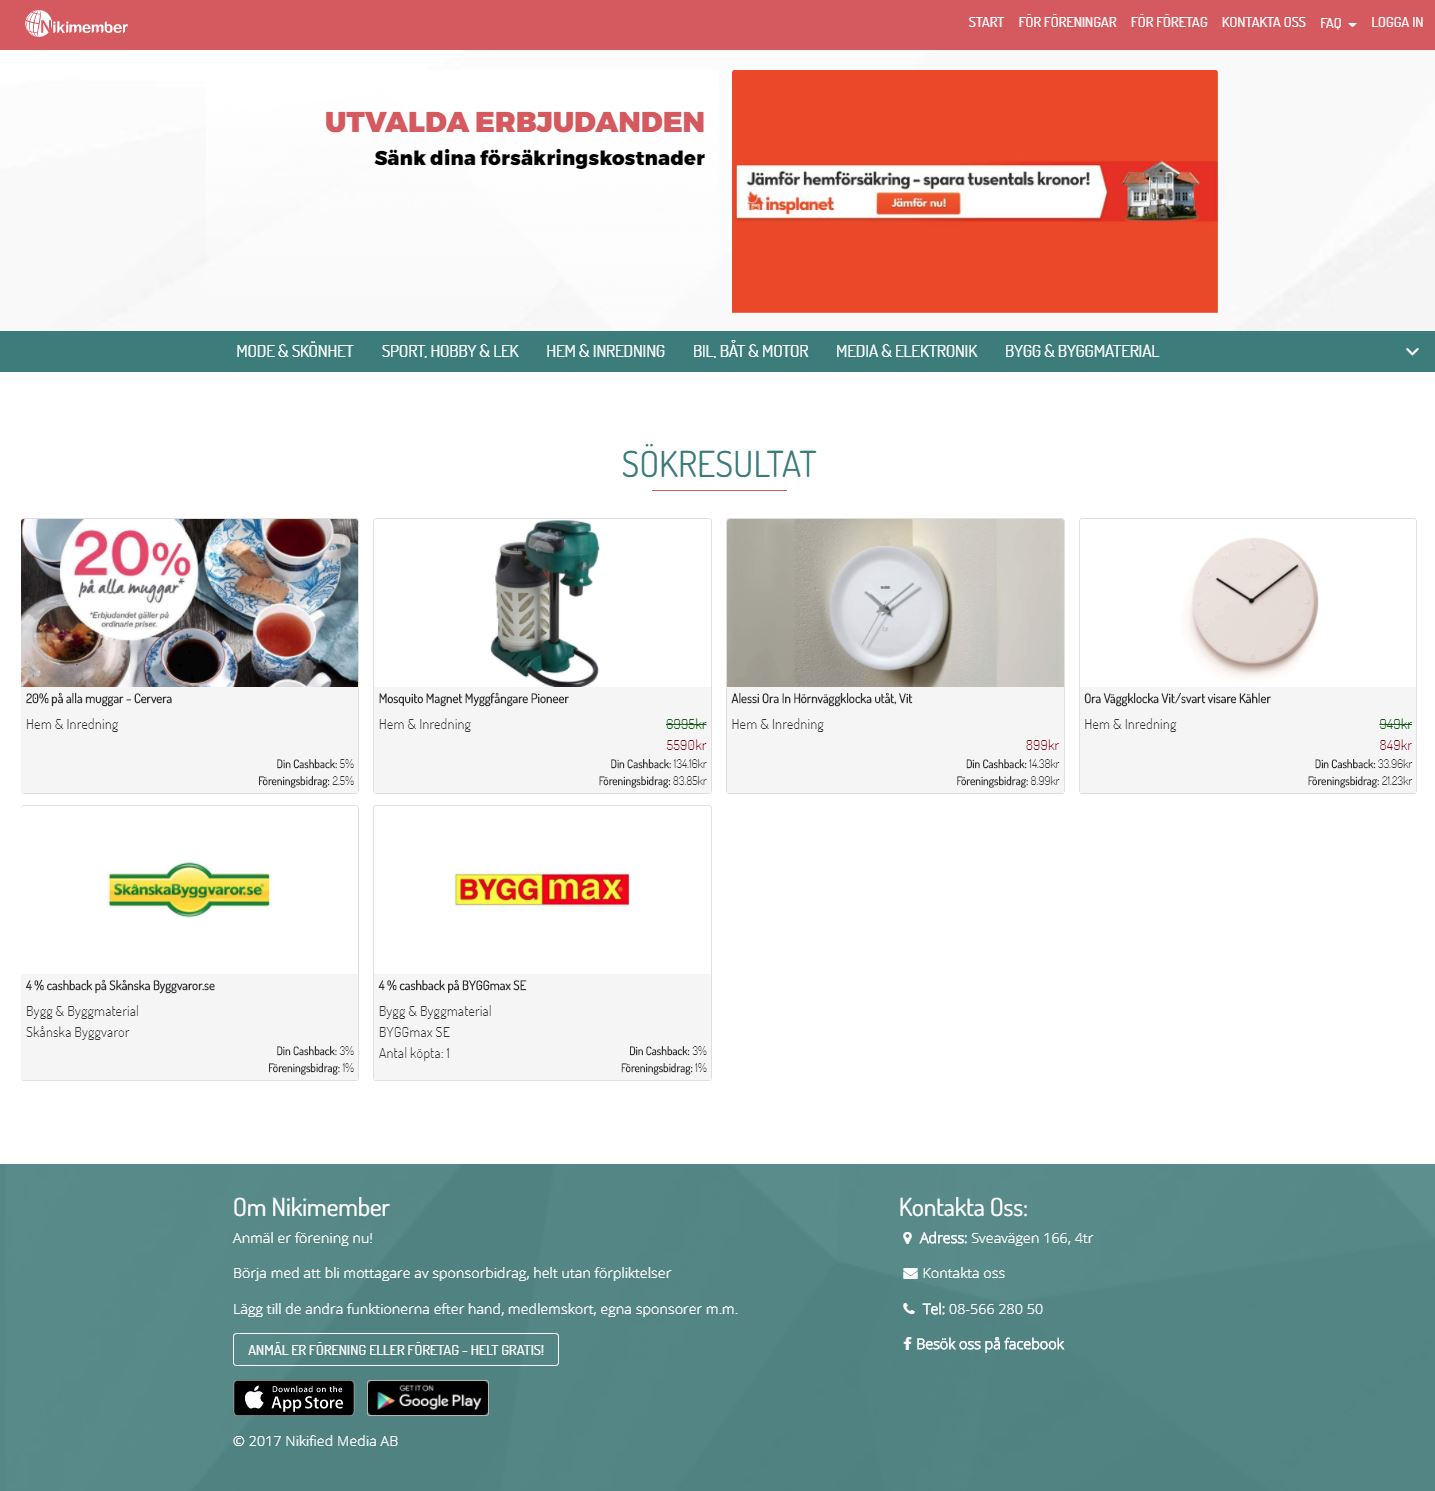 Nikimember
START
FÖR FÖRENINGAR
FÖR FÖRETAG
KONTAKTA OSS
FAQ
LOGGA IN
UTVALDA ERBJUDANDEN
Sänk dina försäkringskostnader
Jämför hemförsäkring – spara tusentals kronor!
insplanet
Jämför nu!
MODE & SKÖNHET
SPORT, HOBBY & LEK
HEM & INREDNING
BIL, BÅT & MOTOR
MEDIA & ELEKTRONIK
BYGG & BYGGMATERIAL
SÖKRESULTAT
20%
på alla muggar*
*Erbjudandet gäller på
ordinarie priser.
20% på alla muggar - Cervera
Hem & Inredning
Din Cashback: 5%
Föreningsbidrag: 2.5%
Mosquito Magnet Myggfångare Pioneer
Hem & Inredning
6995kr
5590kr
Din Cashback: 134.16kr
Föreningsbidrag: 83.85kr
Alessi Ora In Hörnväggklocka utåt, Vit
Hem & Inredning
899kr
Din Cashback: 14.38kr
Föreningsbidrag: 8.99kr
Ora Väggklocka Vit/svart visare Kähler
Hem & Inredning
949kr
849kr
Din Cashback: 33.96kr
Föreningsbidrag: 21.23kr
SkånskaByggvaror.se
4 % cashback på Skånska Byggvaror.se
Bygg & Byggmaterial
Skånska Byggvaror
Din Cashback: 3%
Föreningsbidrag: 1%
BYGGmax
4 % cashback på BYGGmax SE
Bygg & Byggmaterial
BYGGmax SE
Antal köpta: 1
Din Cashback: 3%
Föreningsbidrag: 1%
Om Nikimember
Anmäl er förening nu!
Börja med att bli mottagare av sponsorbidrag, helt utan förpliktelser
Lägg till de andra funktionerna efter hand, medlemskort, egna sponsorer m.m.
ANMÄL ER FÖRENING ELLER FÖRETAG - HELT GRATIS!
Download on the
App Store
GET IT ON
Google Play
© 2017 Nikified Media AB
Kontakta Oss:
Adress: Sveavägen 166, 4tr
Kontakta oss
Tel: 08-566 280 50
Besök oss på facebook